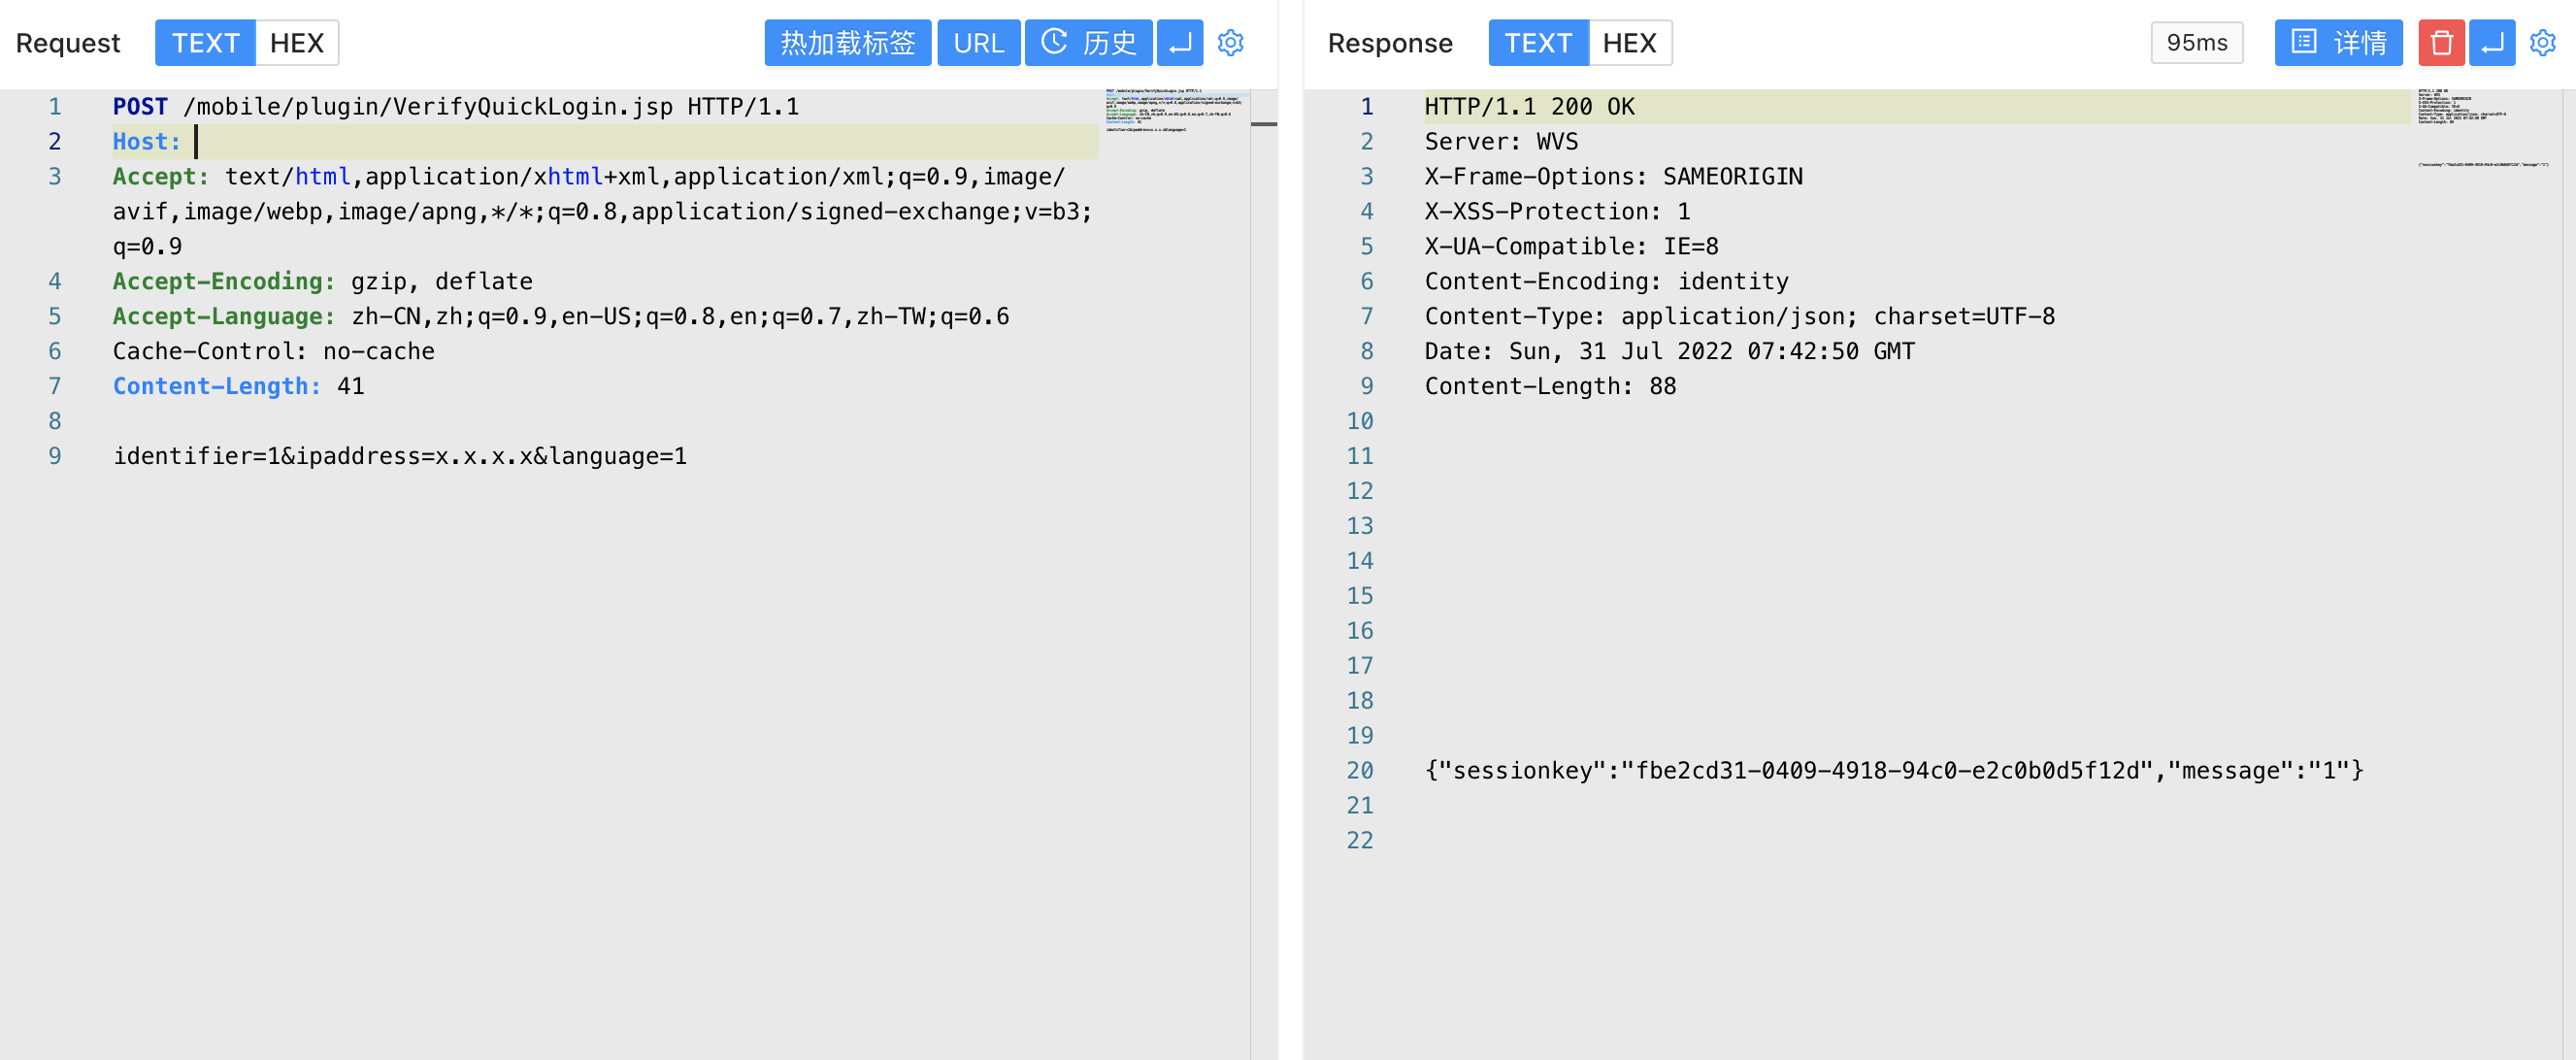 Request TEXT HEX 热加载标签 URL 历史
1 POST /mobile/plugin/VerifyQuickLogin.jsp HTTP/1.1
2 Host:
3 Accept: text/html,application/xhtml+xml,application/xml;q=0.9,image/
avif,image/webp,image/apng,*/*;q=0.8,application/signed-exchange;v=b3;
q=0.9
4 Accept-Encoding: gzip, deflate
5 Accept-Language: zh-CN,zh;q=0.9,en-US;q=0.8,en;q=0.7,zh-TW;q=0.6
6 Cache-Control: no-cache
7 Content-Length: 41
8
9 identifier=1&ipaddress=x.x.x.x&language=1
Response TEXT HEX 95ms 详情
1 HTTP/1.1 200 OK
2 Server: WVS
3 X-Frame-Options: SAMEORIGIN
4 X-XSS-Protection: 1
5 X-UA-Compatible: IE=8
6 Content-Encoding: identity
7 Content-Type: application/json; charset=UTF-8
8 Date: Sun, 31 Jul 2022 07:42:50 GMT
9 Content-Length: 88
10
11
12
13
14
15
16
17
18
19
20 {"sessionkey":"fbe2cd31-0409-4918-94c0-e2c0b0d5f12d","message":"1"}
21
22